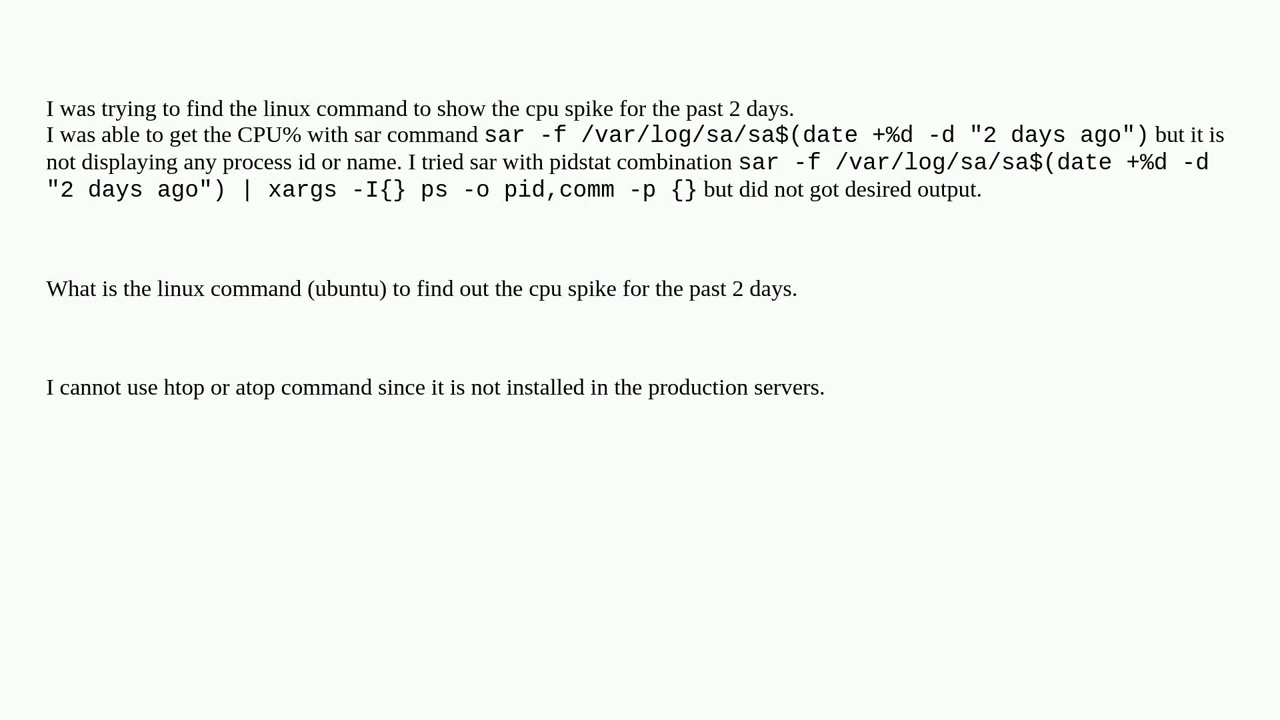 I was trying to find the linux command to show the cpu spike for the past 2 days.
I was able to get the CPU% with sar command sar -f /var/log/sa/sa$(date +%d -d "2 days ago") but it is
not displaying any process id or name. I tried sar with pidstat combination sar -f /var/log/sa/sa$(date +%d -d
"2 days ago") | xargs -I{} ps -o pid,comm -p {} but did not got desired output.
What is the linux command (ubuntu) to find out the cpu spike for the past 2 days.
I cannot use htop or atop command since it is not installed in the production servers.